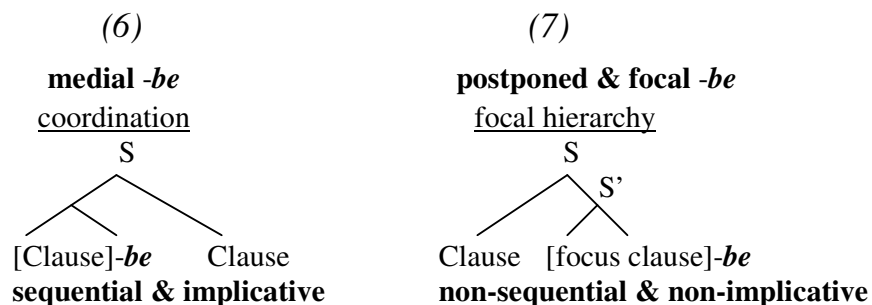 (6) (7)
medial -be postponed & focal -be
coordination focal hierarchy
S S
S’
[Clause]-be Clause Clause [focus clause]-be
sequential & implicative non-sequential & non-implicative